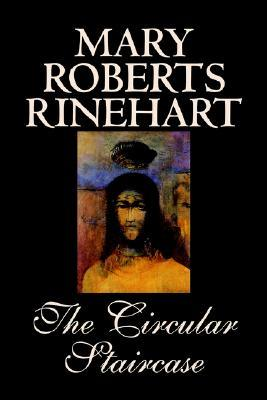 MARY
ROBERTS
RINEHART
The Circular
Staircase